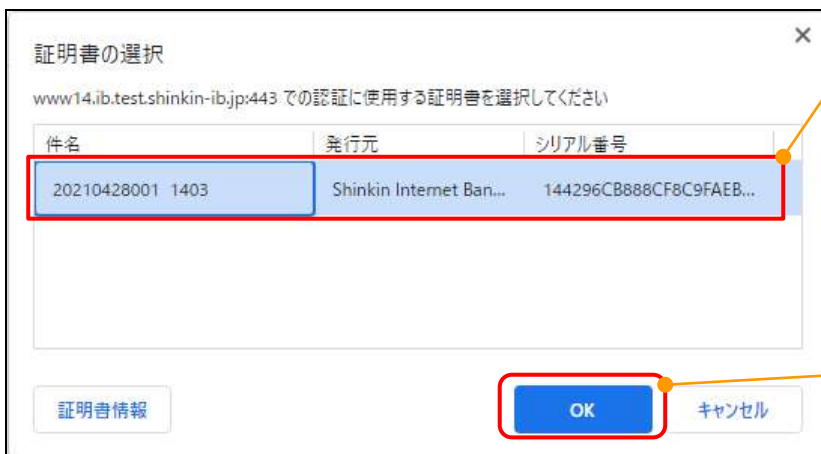 証明書の選択
www14.ib.test.shinkin-ib.jp:443 での認証に使用する証明書を選択してください
件名 発行元 シリアル番号
20210428001 1403 Shinkin Internet Ban... 144296CB888CF8C9FAEB...
証明書情報 OK キャンセル